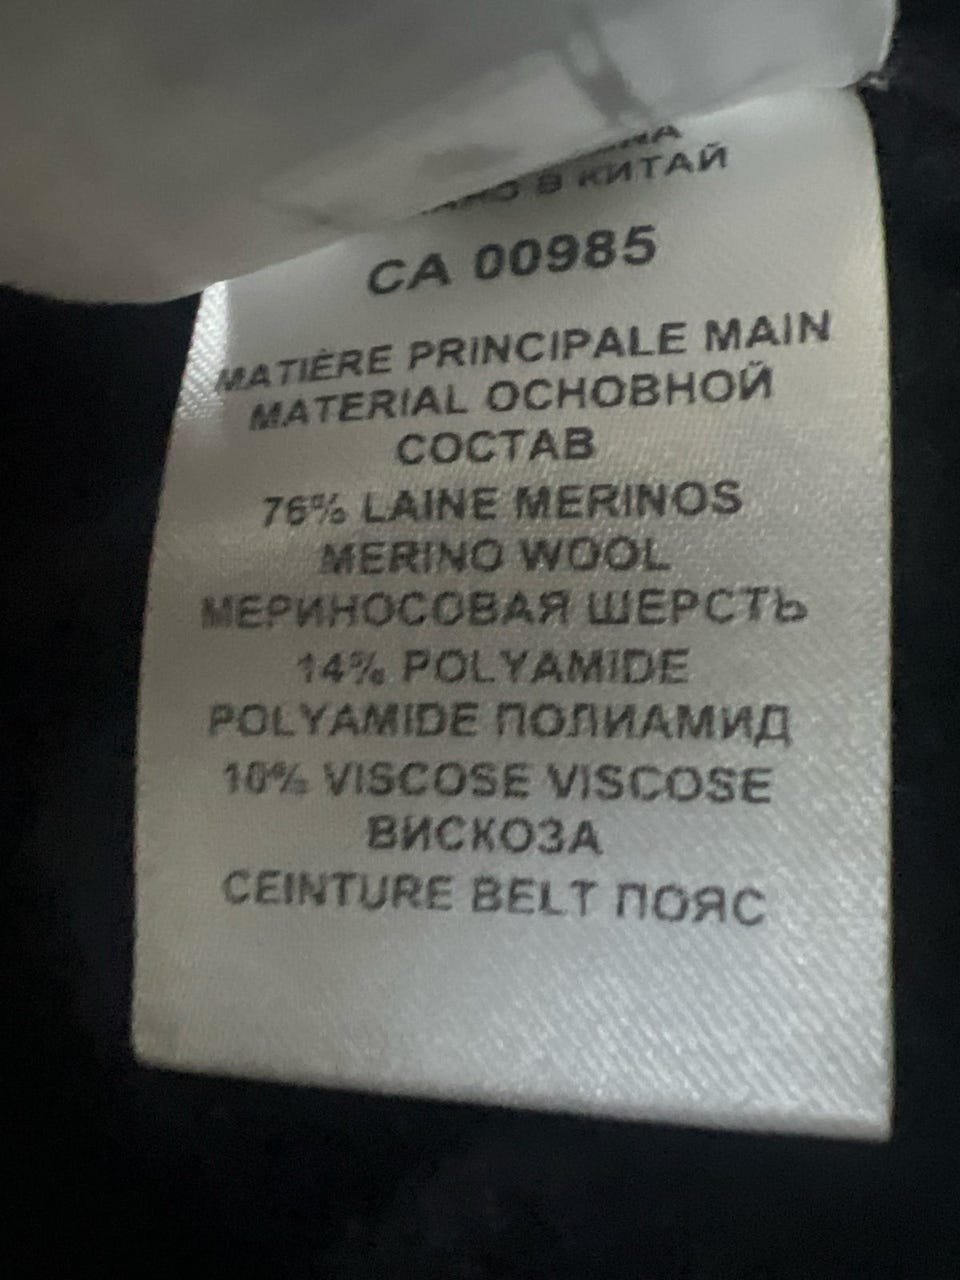 В КИТАЙ
CA 00985
MATIÈRE PRINCIPALE MAIN
MATERIAL ОСНОВНОЙ
СОСТАВ
76% LAINE MERINOS
MERINO WOOL
МЕРИНОСОВАЯ ШЕРСТЬ
14% POLYAMIDE
POLYAMIDE ПОЛИАМИД
10% VISCOSE VISCOSE
ВИСКОЗА
CEINTURE BELT ПОЯС